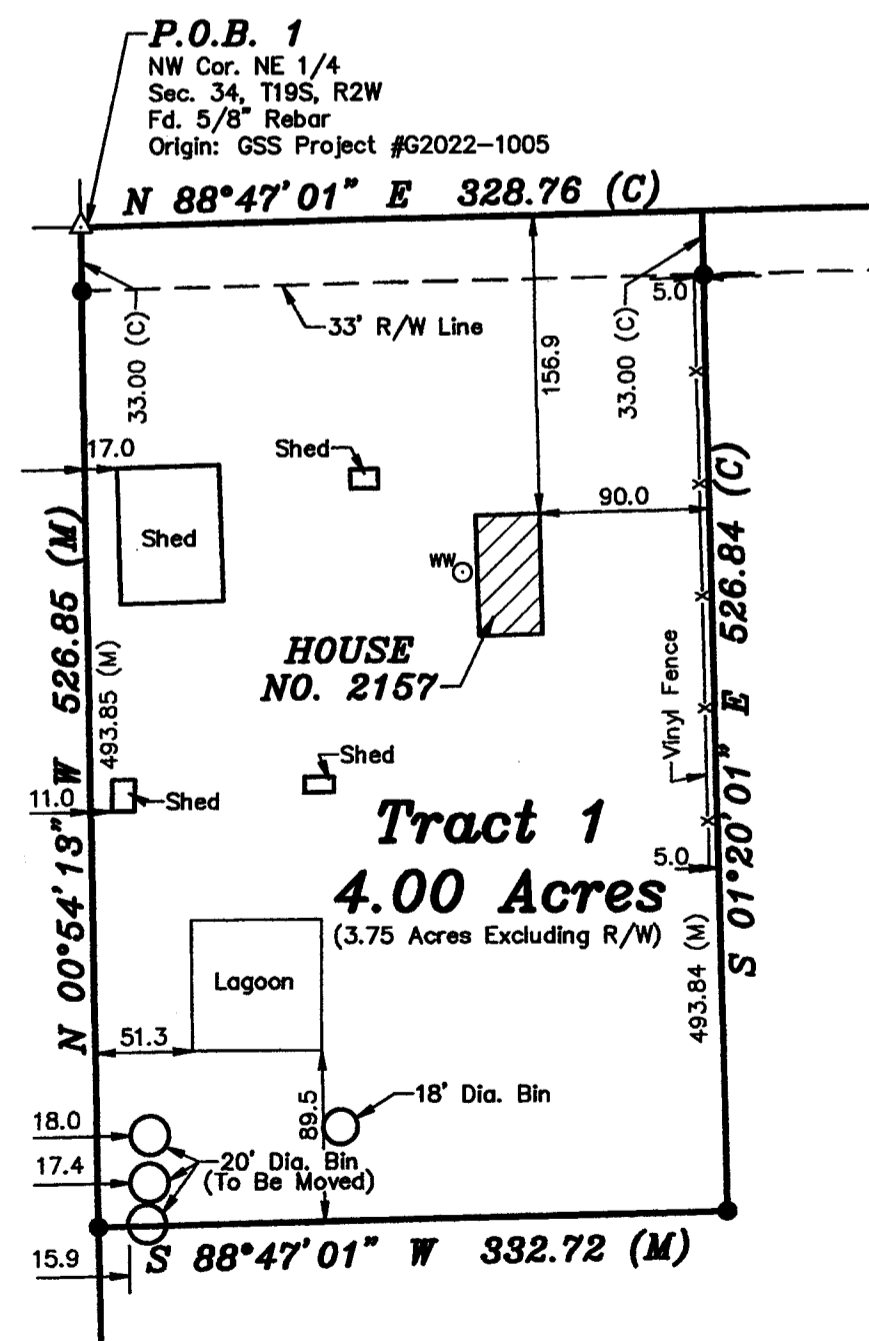 P.O.B. 1
NW Cor. NE 1/4
Sec. 34, T19S, R2W
Fd. 5/8" Rebar
Origin: GSS Project #G2022-1005
N 88°47'01" E 328.76 (C)
33.00 (C)
33' R/W Line
156.9
33.00 (C)
5.0
17.0
Shed
Shed
90.0
WW
HOUSE
NO. 2157
N 00°54'13" W 526.85 (M)
493.85 (M)
S 01°20'01" E 526.84 (C)
Vinyl Fence
Shed
11.0
Shed
Tract 1
4.00 Acres
(3.75 Acres Excluding R/W)
5.0
493.84 (M)
Lagoon
51.3
89.5
18' Dia. Bin
18.0
20' Dia. Bin
(To Be Moved)
17.4
15.9
S 88°47'01" W 332.72 (M)